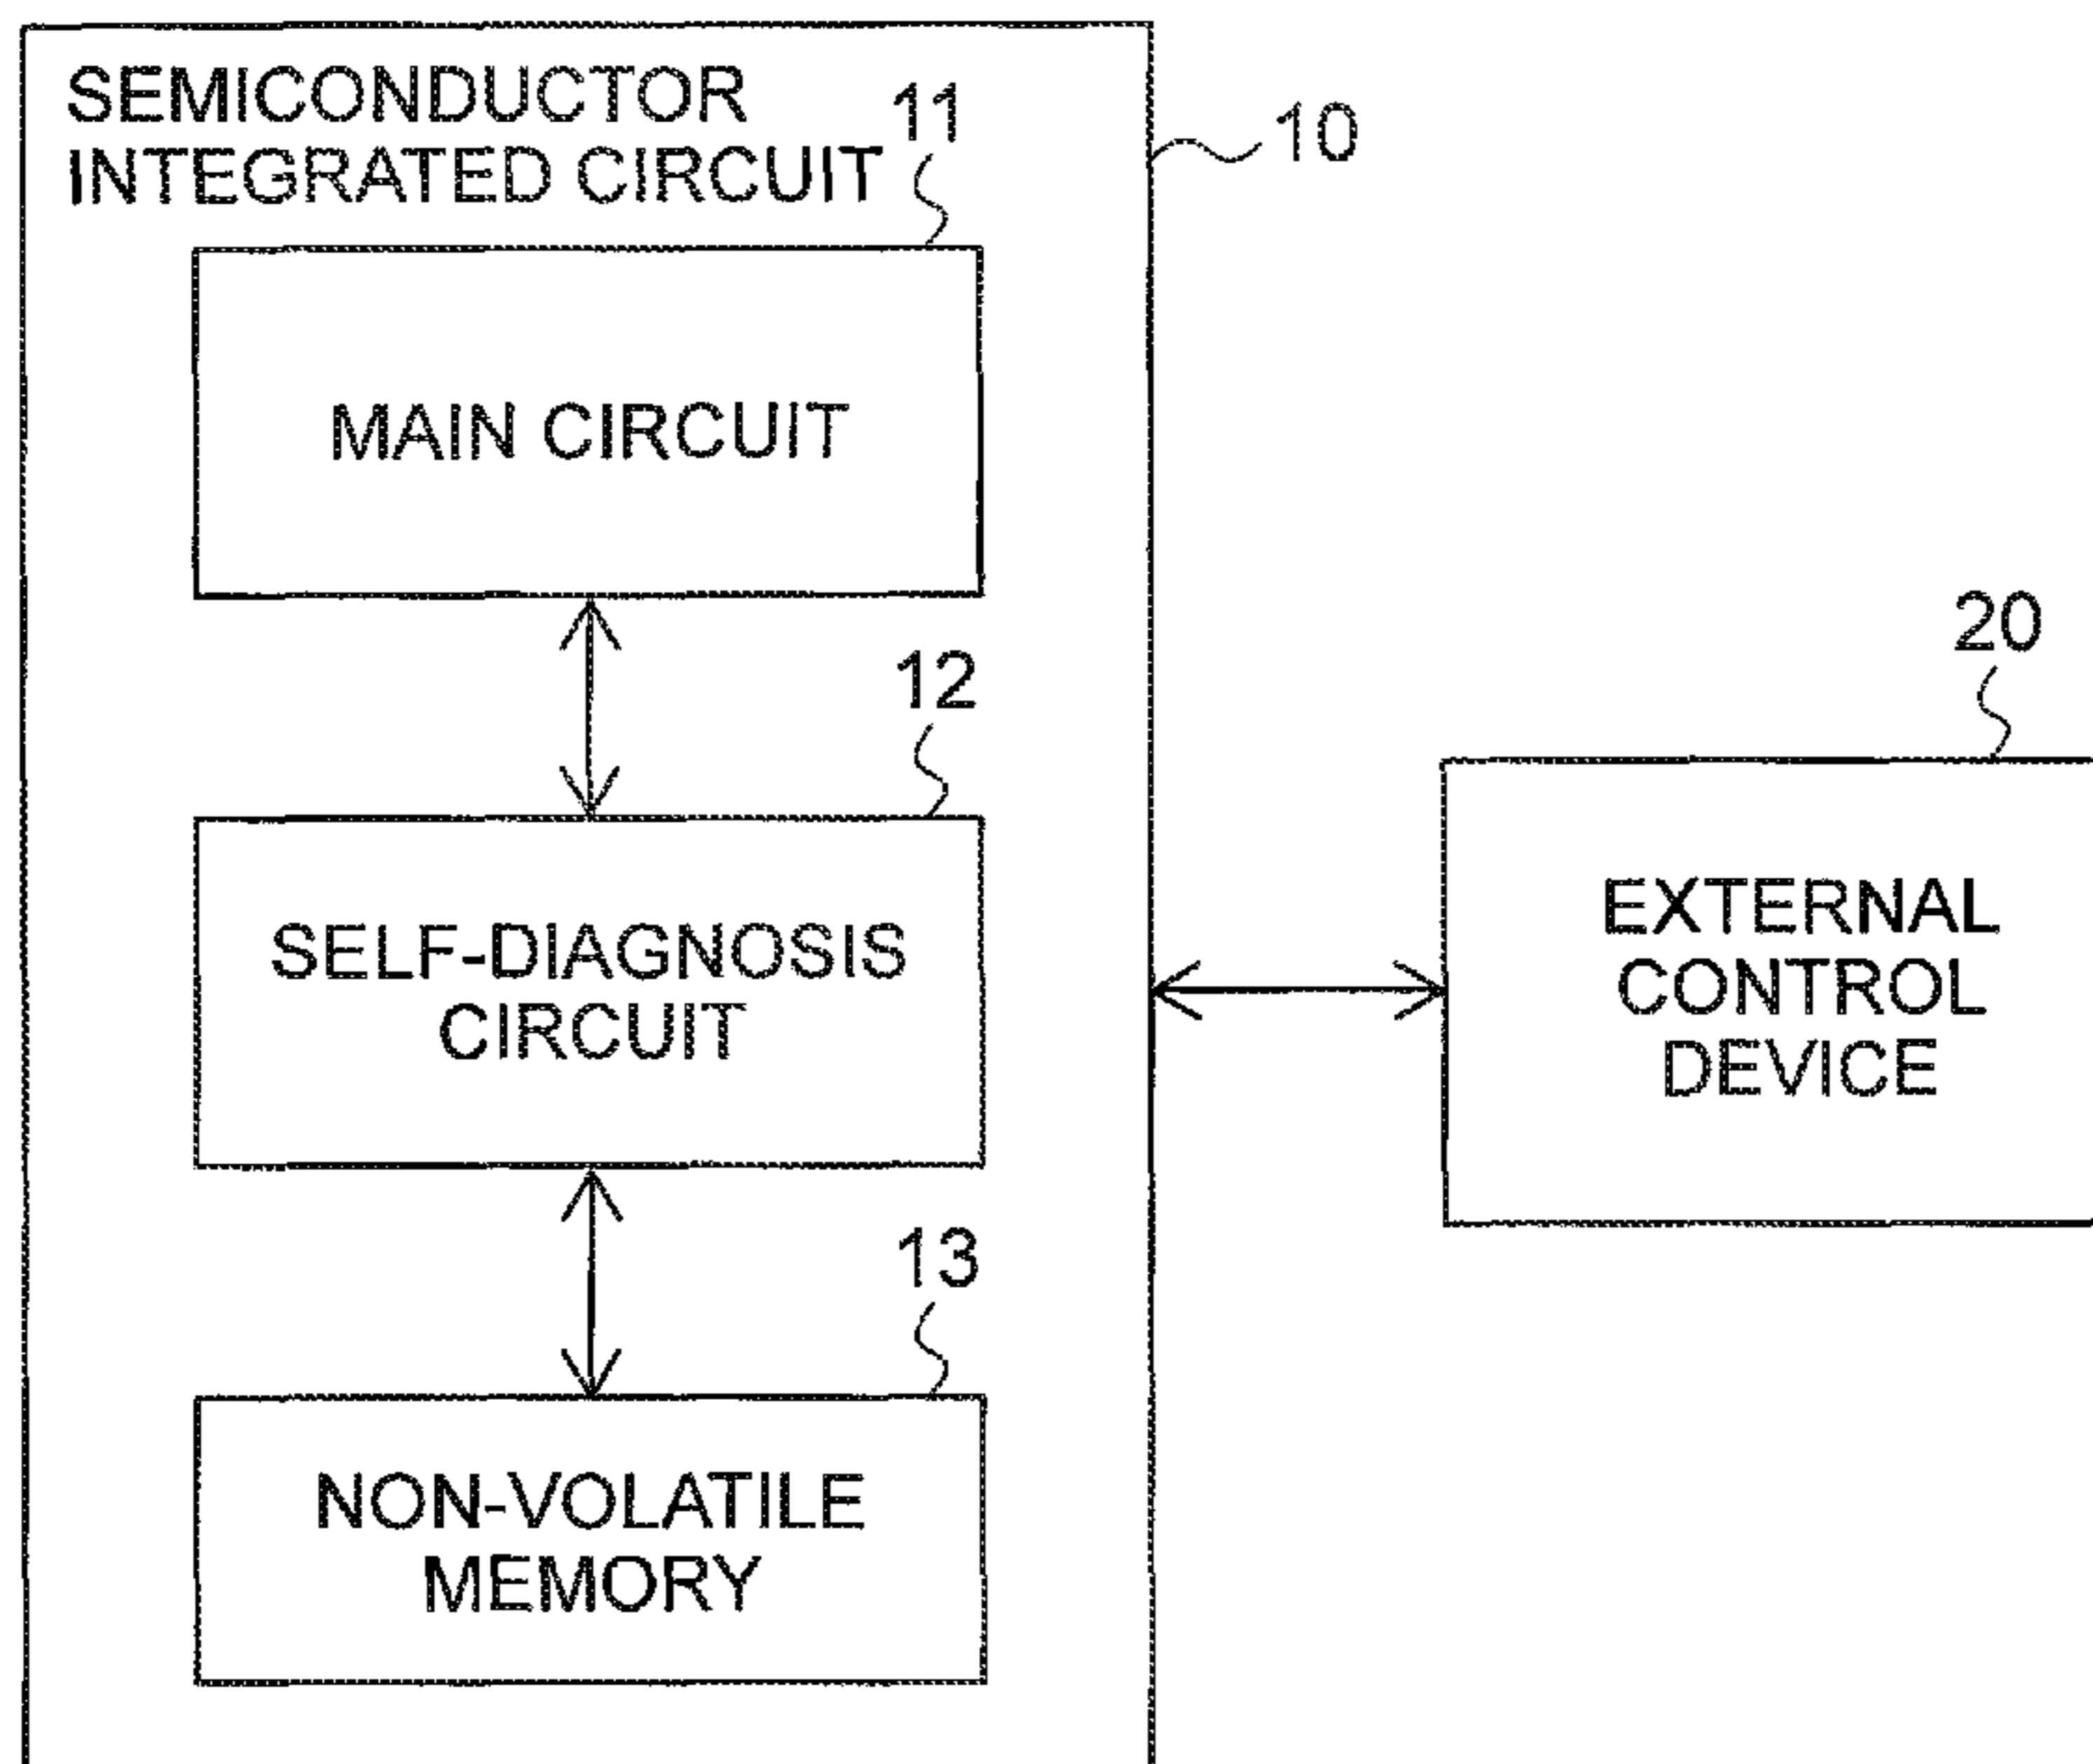 SEMICONDUCTOR
INTEGRATED CIRCUIT
11
10
MAIN CIRCUIT
12
SELF-DIAGNOSIS
CIRCUIT
13
NON-VOLATILE
MEMORY
20
EXTERNAL
CONTROL
DEVICE